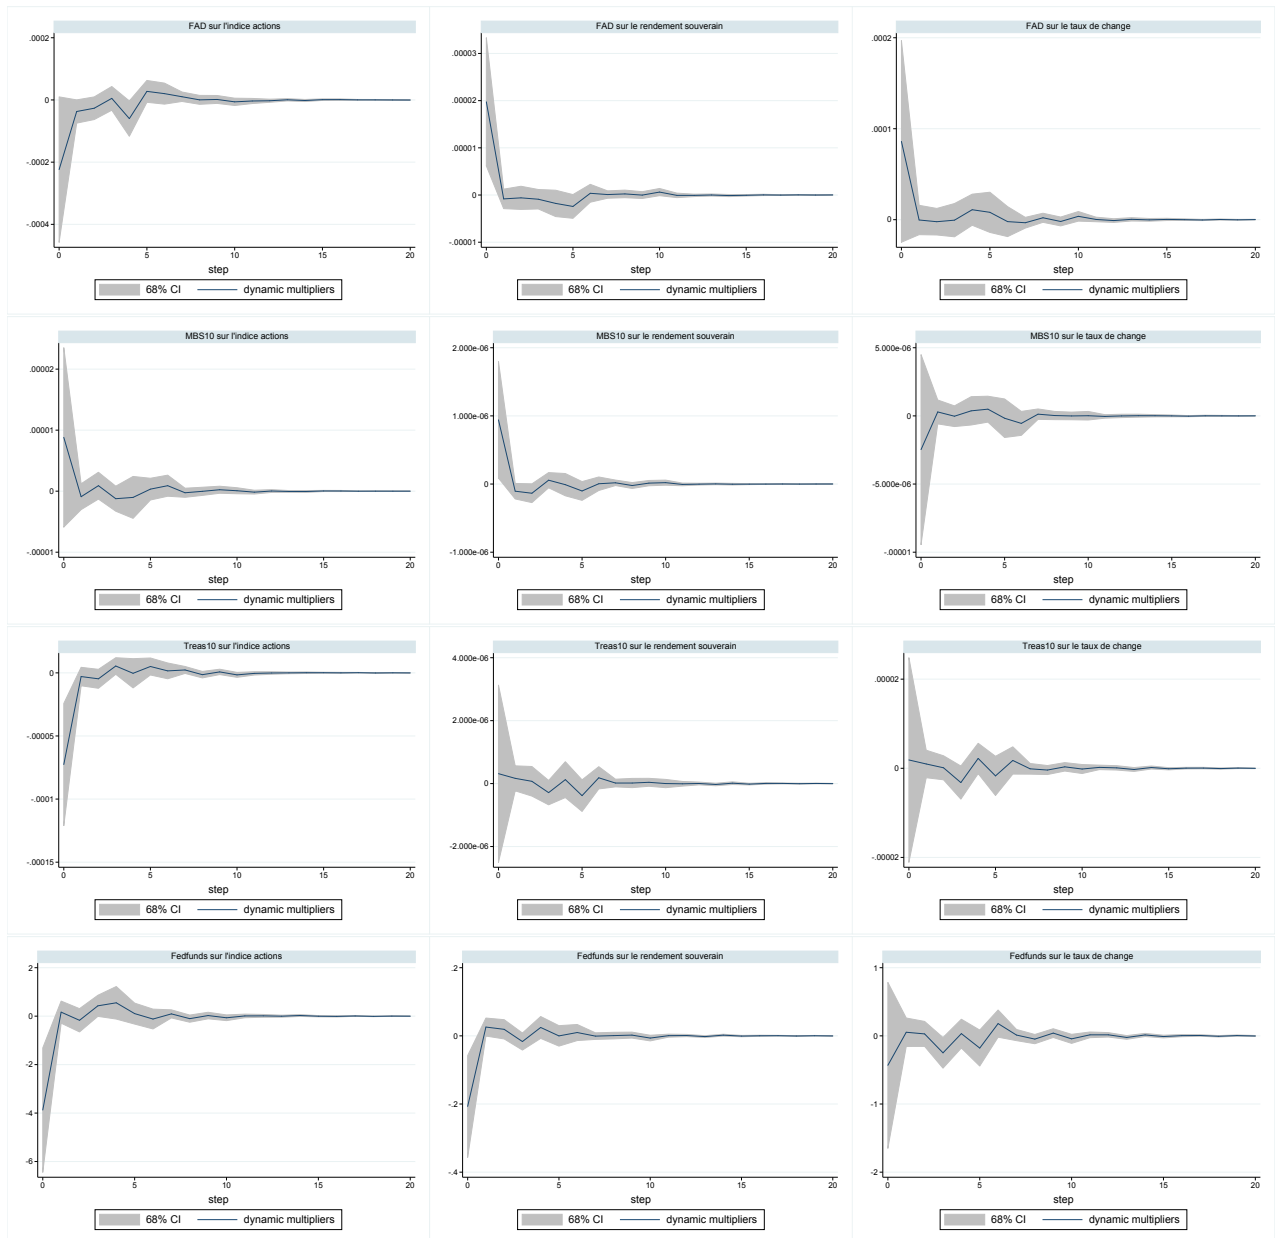 FAD sur l'indice actions
.0002
0
-.0002
-.0004
0 5 10 15 20
step
68% CI dynamic multipliers
FAD sur le rendement souverain
.00003
.00002
.00001
0
-.00001
0 5 10 15 20
step
68% CI dynamic multipliers
FAD sur le taux de change
.0002
.0001
0
0 5 10 15 20
step
68% CI dynamic multipliers
MBS10 sur l'indice actions
.00002
.00001
0
-.00001
0 5 10 15 20
step
68% CI dynamic multipliers
MBS10 sur le rendement souverain
2.000e-06
1.000e-06
0
-1.000e-06
0 5 10 15 20
step
68% CI dynamic multipliers
MBS10 sur le taux de change
5.000e-06
0
-5.000e-06
-.00001
0 5 10 15 20
step
68% CI dynamic multipliers
Treas10 sur l'indice actions
0
-.00005
-.0001
-.00015
0 5 10 15 20
step
68% CI dynamic multipliers
Treas10 sur le rendement souverain
4.000e-06
2.000e-06
0
-2.000e-06
0 5 10 15 20
step
68% CI dynamic multipliers
Treas10 sur le taux de change
.00002
0
-.00002
0 5 10 15 20
step
68% CI dynamic multipliers
Fedfunds sur l'indice actions
2
0
-2
-4
-6
0 5 10 15 20
step
68% CI dynamic multipliers
Fedfunds sur le rendement souverain
.2
0
-.2
-.4
0 5 10 15 20
step
68% CI dynamic multipliers
Fedfunds sur le taux de change
1
0
-1
-2
0 5 10 15 20
step
68% CI dynamic multipliers